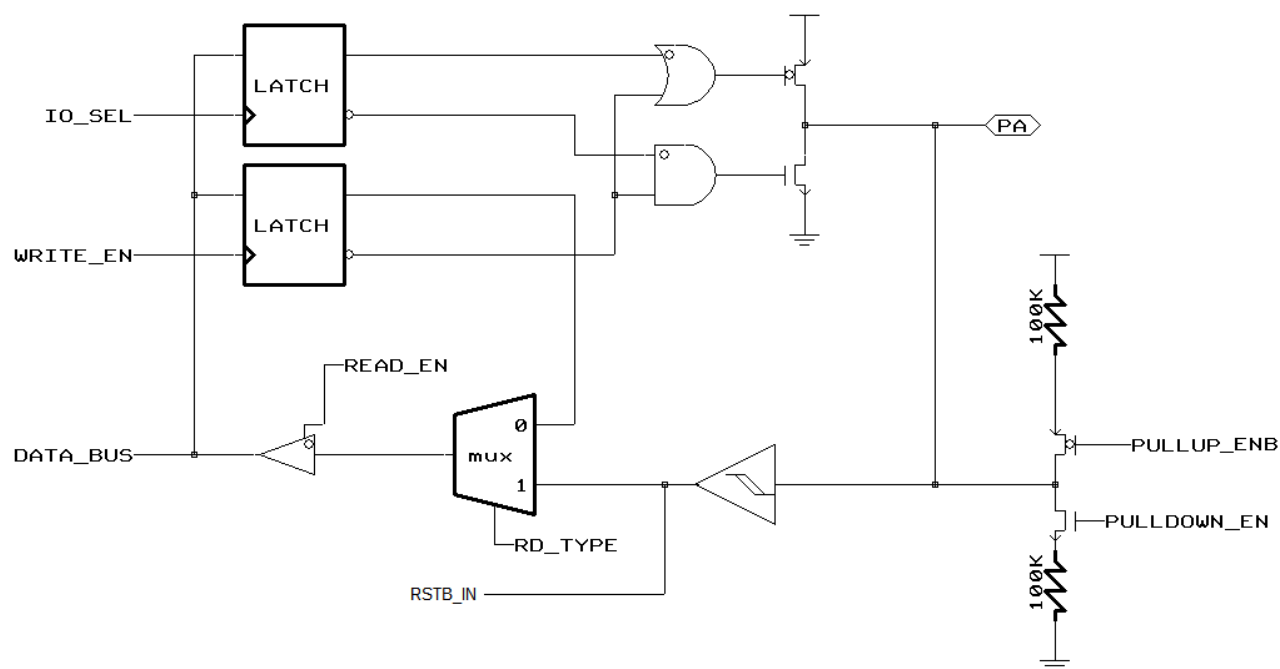 LATCH
IO_SEL
PA
LATCH
WRITE_EN
100K
READ_EN
0
PULLUP_ENB
DATA_BUS
mux
1
PULLDOWN_EN
RD_TYPE
100K
RSTB_IN